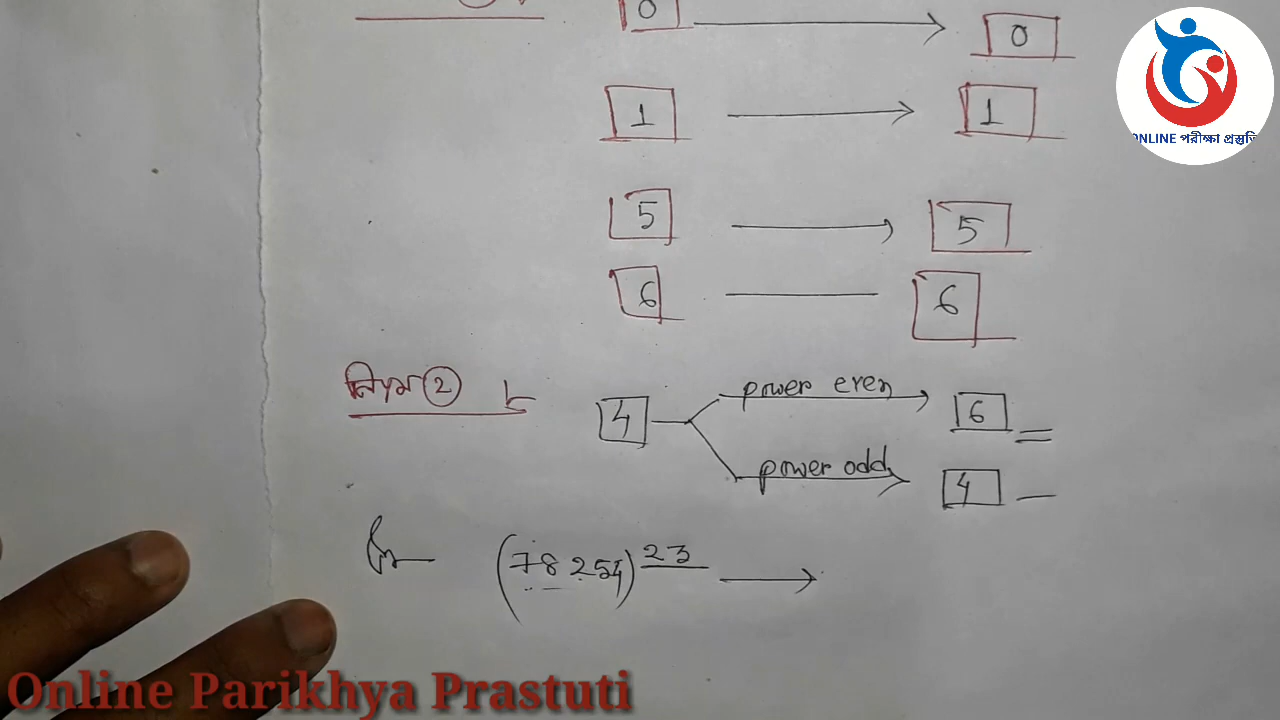 0 → 0
ONLINE পরীক্ষা প্রস্তুতি
1 → 1
5 → 5
6 — 6
নিয়ম ②
4 power even → 6
power odd → 4
(78254)^23 →
Online Parikhya Prastuti